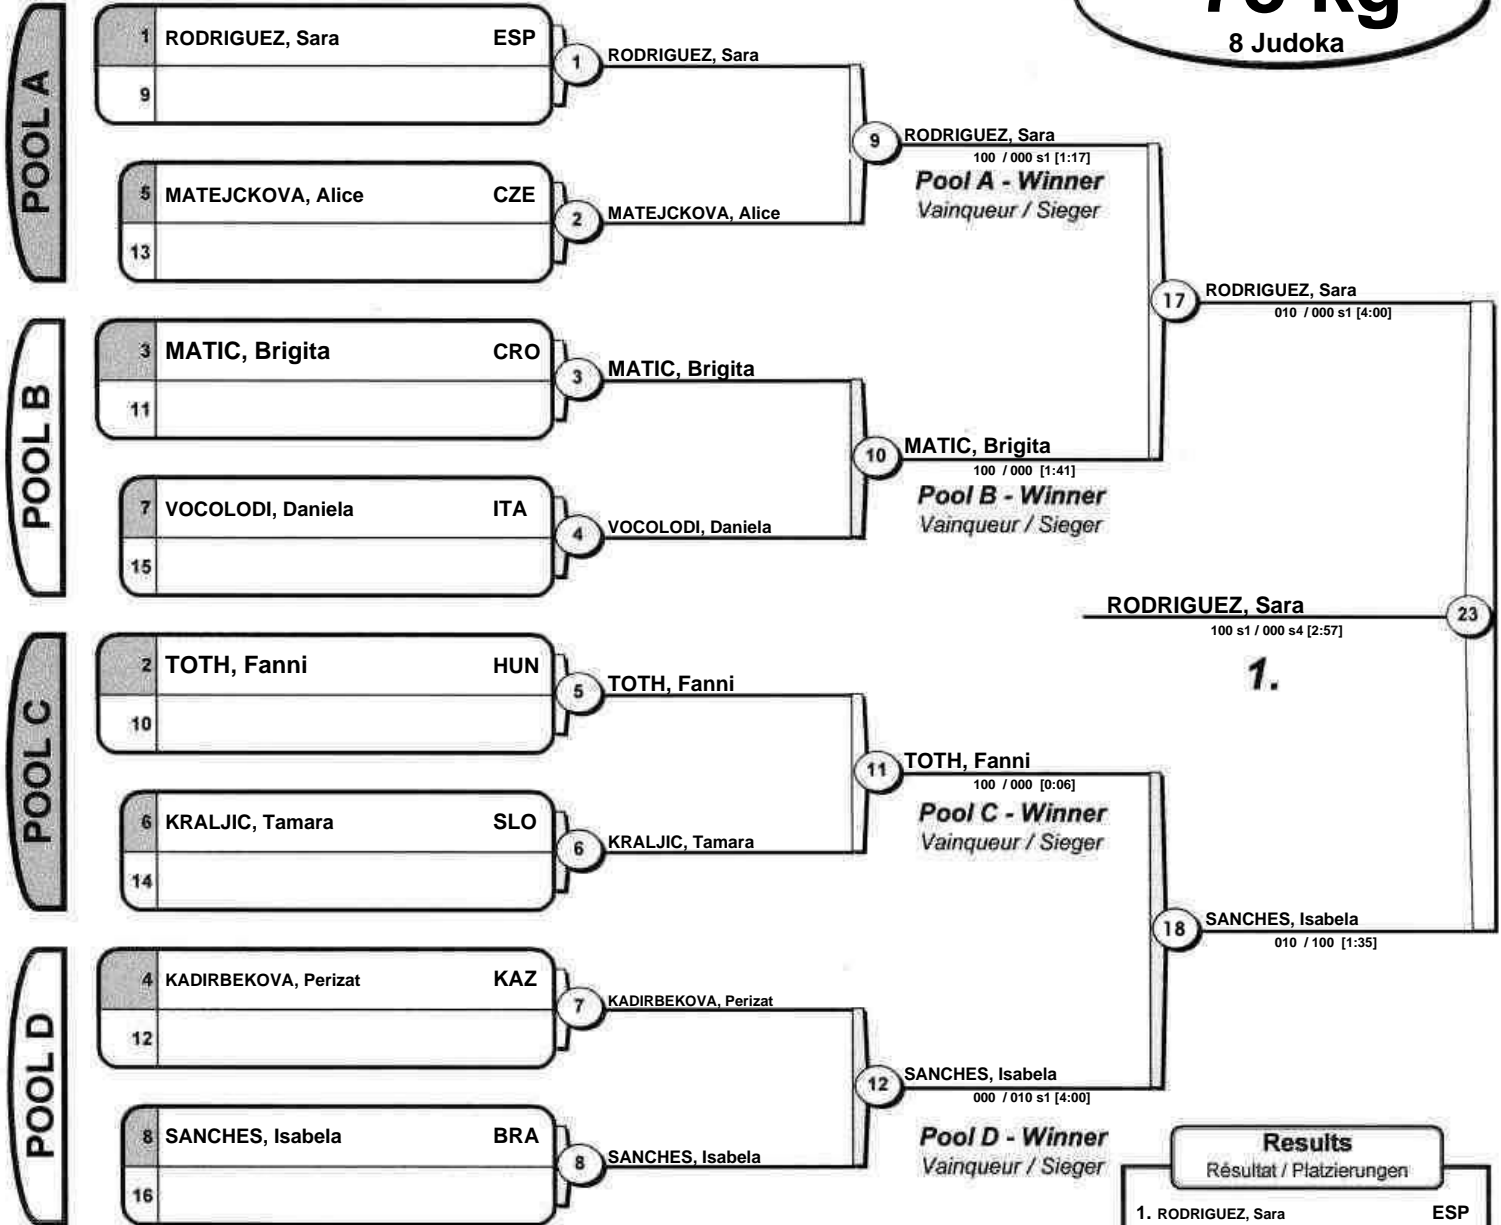 78 kg
8 Judoka
POOL A
1 RODRIGUEZ, Sara ESP
9
1
RODRIGUEZ, Sara
5 MATEJCKOVA, Alice CZE
13
2
MATEJCKOVA, Alice
9
RODRIGUEZ, Sara
100 / 000 s1 [1:17]
Pool A - Winner
Vainqueur / Sieger
POOL B
3 MATIC, Brigita CRO
11
3
MATIC, Brigita
7 VOCOLODI, Daniela ITA
15
4
VOCOLODI, Daniela
10
MATIC, Brigita
100 / 000 [1:41]
Pool B - Winner
Vainqueur / Sieger
17
RODRIGUEZ, Sara
010 / 000 s1 [4:00]
POOL C
2 TOTH, Fanni HUN
10
5
TOTH, Fanni
6 KRALJIC, Tamara SLO
14
6
KRALJIC, Tamara
11
TOTH, Fanni
100 / 000 [0:06]
Pool C - Winner
Vainqueur / Sieger
POOL D
4 KADIRBEKOVA, Perizat KAZ
12
7
KADIRBEKOVA, Perizat
8 SANCHES, Isabela BRA
16
8
SANCHES, Isabela
12
SANCHES, Isabela
000 / 010 s1 [4:00]
Pool D - Winner
Vainqueur / Sieger
18
SANCHES, Isabela
010 / 100 [1:35]
23
RODRIGUEZ, Sara
100 s1 / 000 s4 [2:57]
1.
Results
Résultat / Platzierungen
1. RODRIGUEZ, Sara ESP